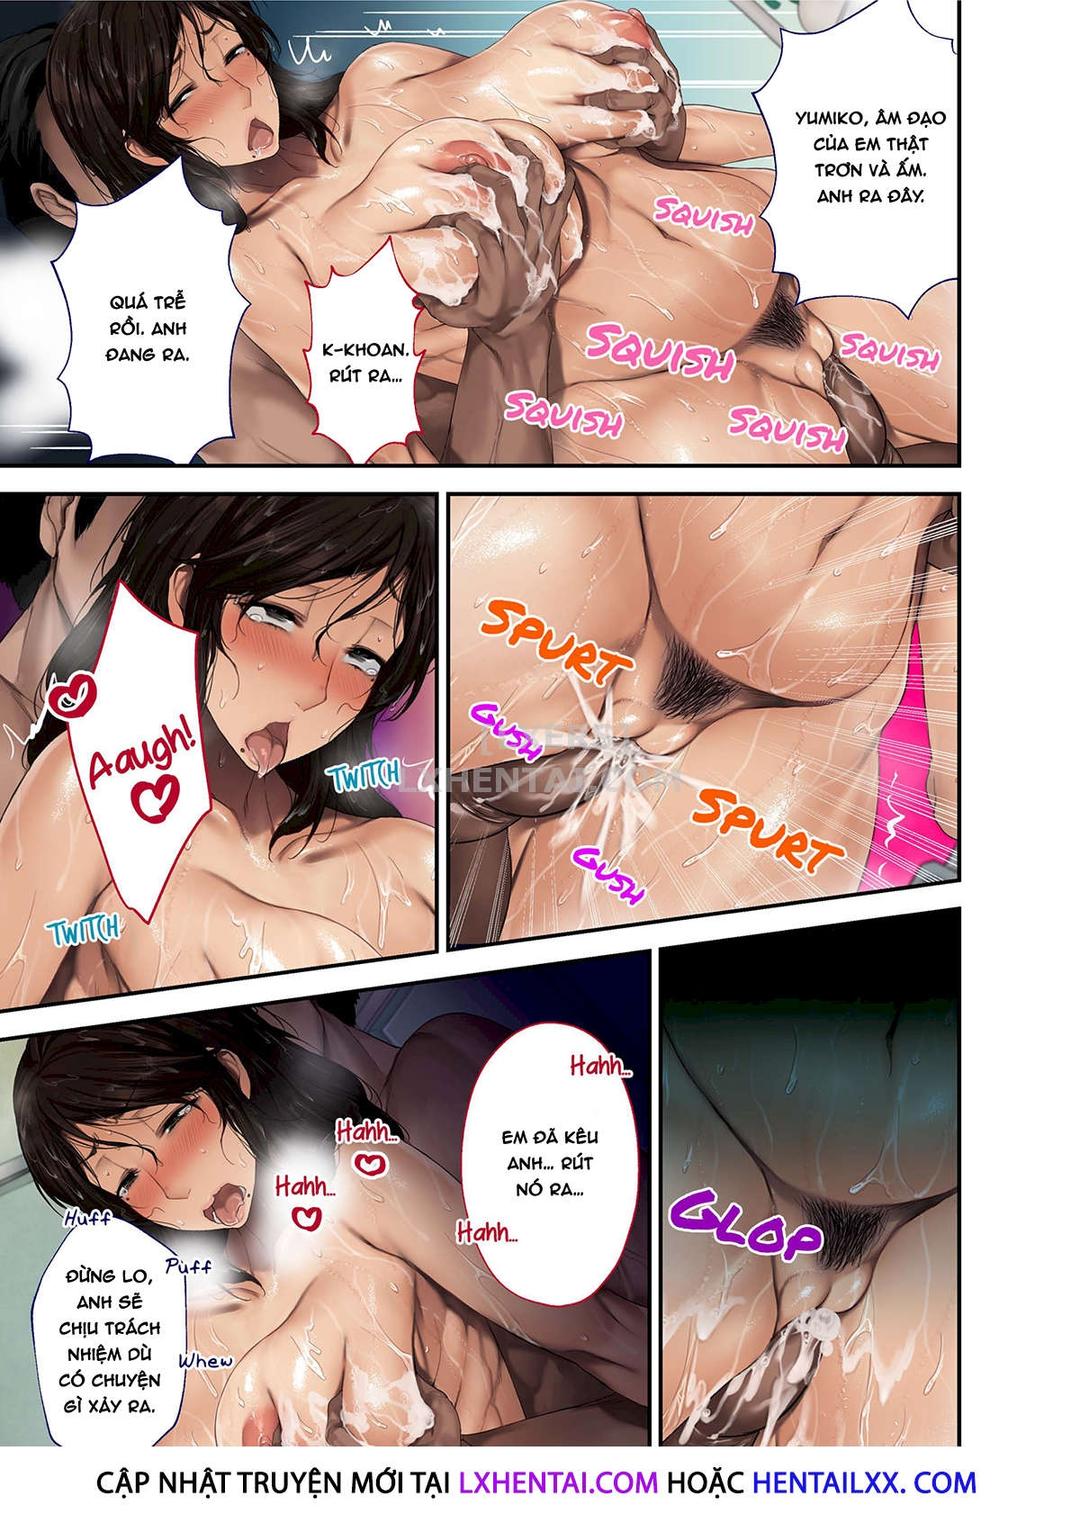 YUMIKO, ÂM ĐẠO
CỦA EM THẬT
TRƠN VÀ ẤM.
ANH RA ĐÂY.
SQUISH
K-KHOAN.
RÚT RA...
QUÁ TRỄ
RỒI. ANH
ĐANG RA.
SQUISH
SQUISH
SQUISH
SQUISH
SPURT
GUSH
LXHENTAI.COM
SPURT
GUSH
Aaugh!
TWITCH
TWITCH
GLOP
Hahh...
EM ĐÃ KÊU
ANH... RÚT
NÓ RA...
Hahh...
Hahh...
Hahh...
Huff
Puff
Whew
ĐỪNG LO,
ANH SẼ
CHỊU TRÁCH
NHIỆM DÙ
CÓ CHUYỆN
GÌ XẢY RA.
CẬP NHẬT TRUYỆN MỚI TẠI LXHENTAI.COM HOẶC HENTAILXX. COM